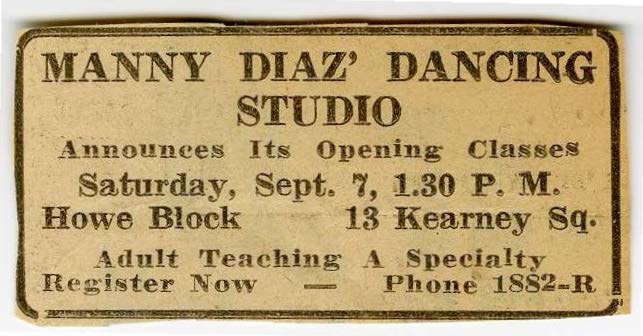 MANNY DIAZ' DANCING
STUDIO
Announces Its Opening Classes
Saturday, Sept. 7, 1.30 P. M.
Howe Block 13 Kearney Sq.
Adult Teaching A Specialty
Register Now — Phone 1882-R